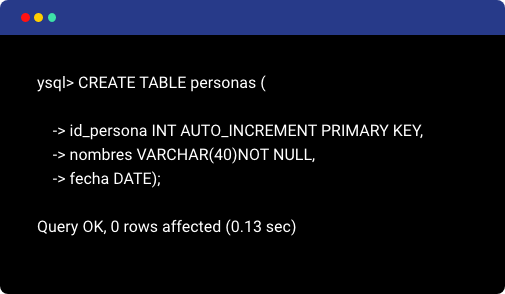 ysql> CREATE TABLE personas (
-> id_persona INT AUTO_INCREMENT PRIMARY KEY,
-> nombres VARCHAR(40)NOT NULL,
-> fecha DATE);
Query OK, 0 rows affected (0.13 sec)